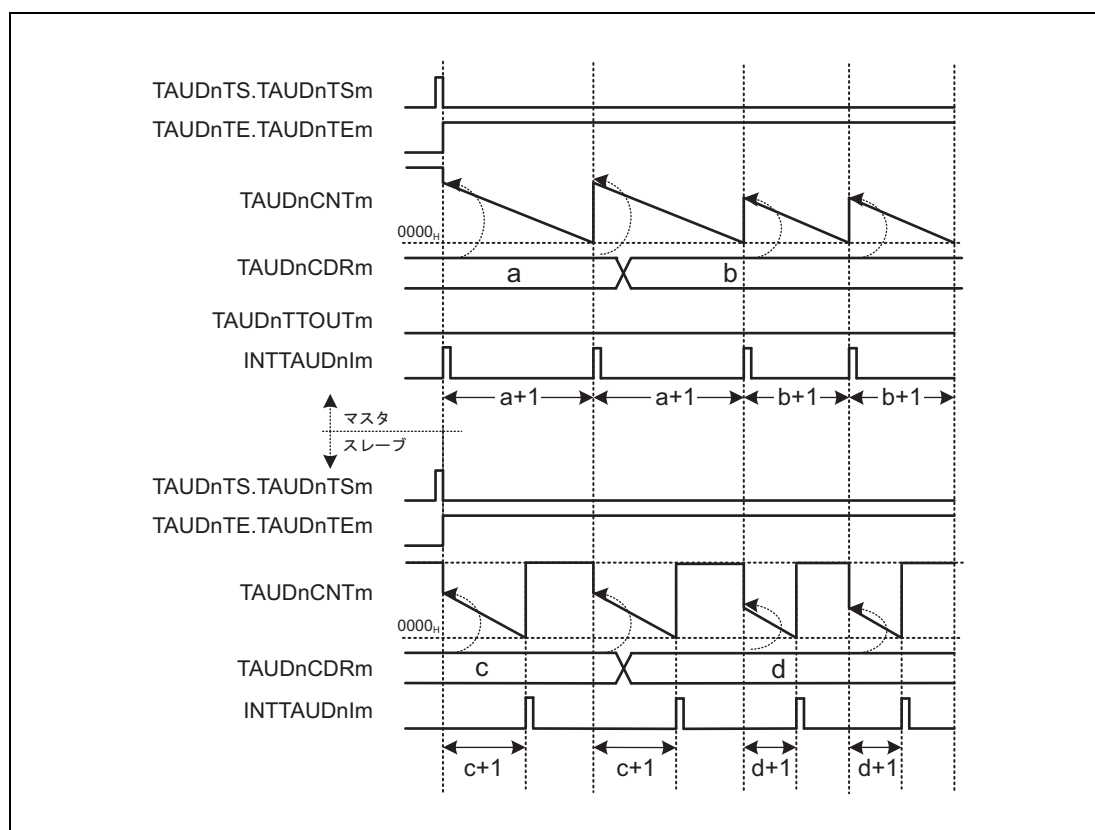 TAUDnTS.TAUDnTSm
TAUDnTE.TAUDnTEm
TAUDnCNTm
0000H
TAUDnCDRm
a
b
TAUDnTTOUTm
INTTAUDnIm
a+1
a+1
b+1
b+1
マスタ
スレーブ
TAUDnTS.TAUDnTSm
TAUDnTE.TAUDnTEm
TAUDnCNTm
0000H
TAUDnCDRm
c
d
INTTAUDnIm
c+1
c+1
d+1
d+1